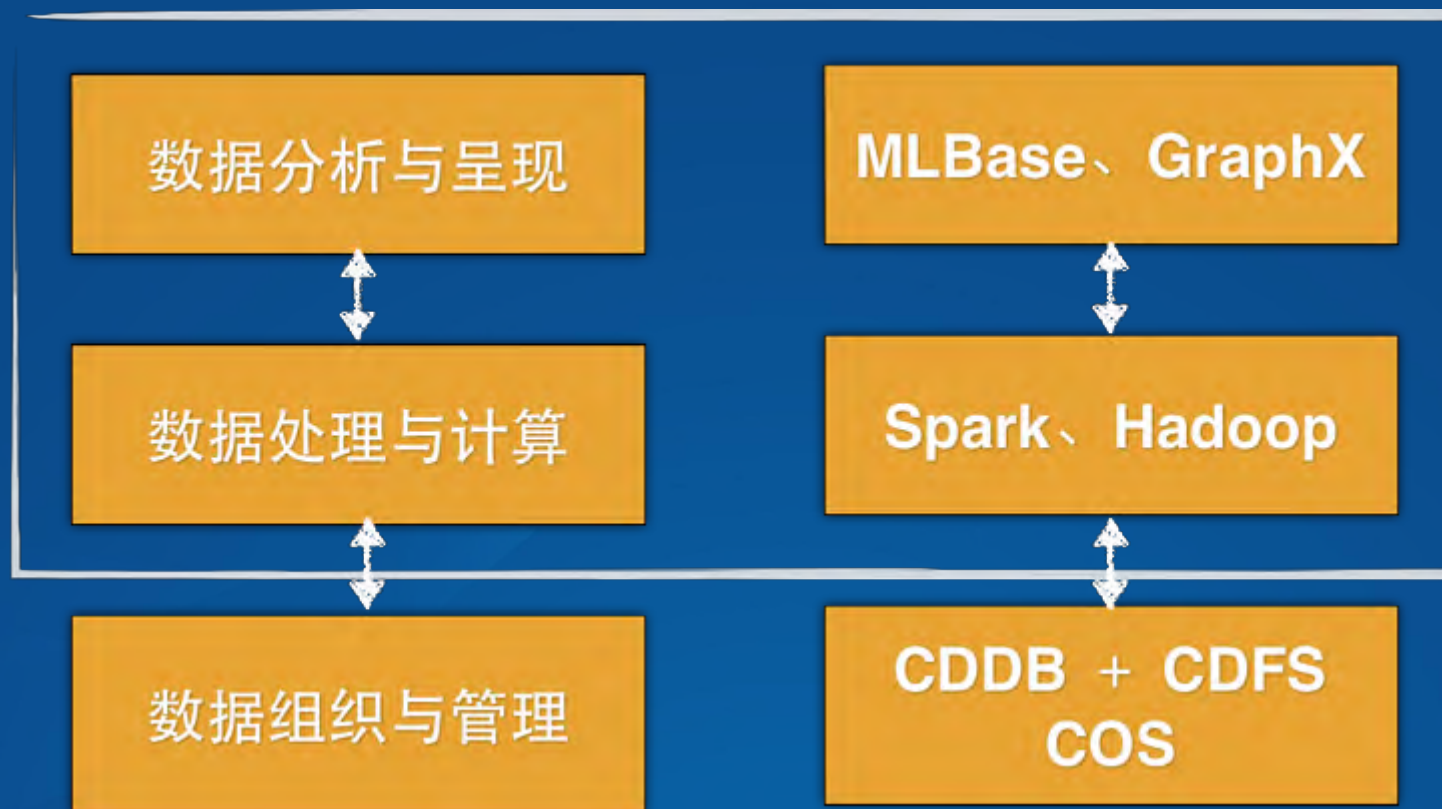 数据分析与呈现
MLBase、GraphX
数据处理与计算
Spark、Hadoop
数据组织与管理
CDDB + CDFS
COS